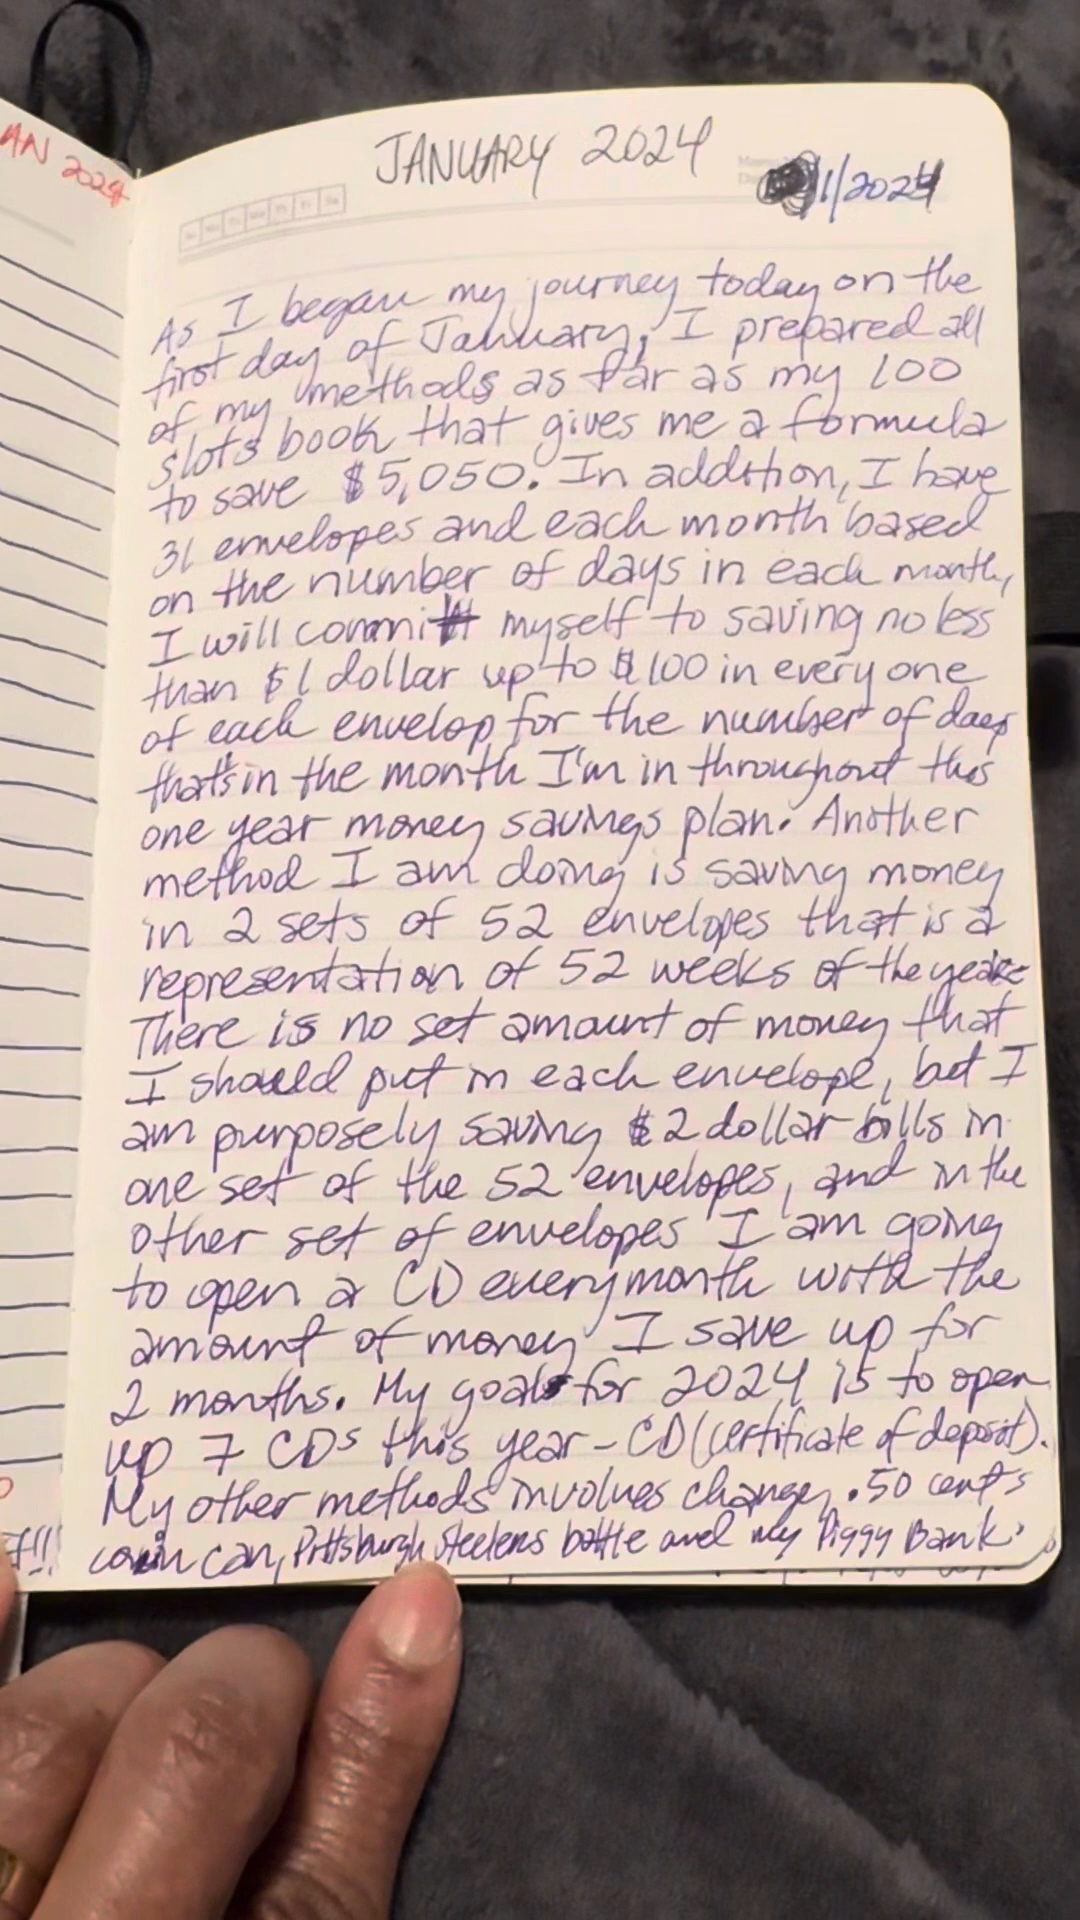 AN 2024
JANUARY 2024
1/2024
As I began my journey today on the
first day of January, I prepared all
of my methods as far as my 100
slots book that gives me a formula
to save $5,050. In addition, I have
31 envelopes and each month based
on the number of days in each month,
I will commit myself to saving no less
than $1 dollar up to $100 in every one
of each envelop for the number of days
that's in the month I'm in throughout this
one year money savings plan. Another
method I am doing is saving money
in 2 sets of 52 envelopes that is a
representation of 52 weeks of the year.
There is no set amount of money that
I should put in each envelope, but I
am purposely saving $2 dollar bills in
one set of the 52 envelopes, and in the
other set of envelopes I am going
to open a CD every month with the
amount of money I save up for
2 months. My goal for 2024 is to open
up 7 CDs this year - CD (certificate of deposit).
My other methods involves change, .50 cents
coin can, Pittsburgh Steelers bottle and my Piggy Bank.